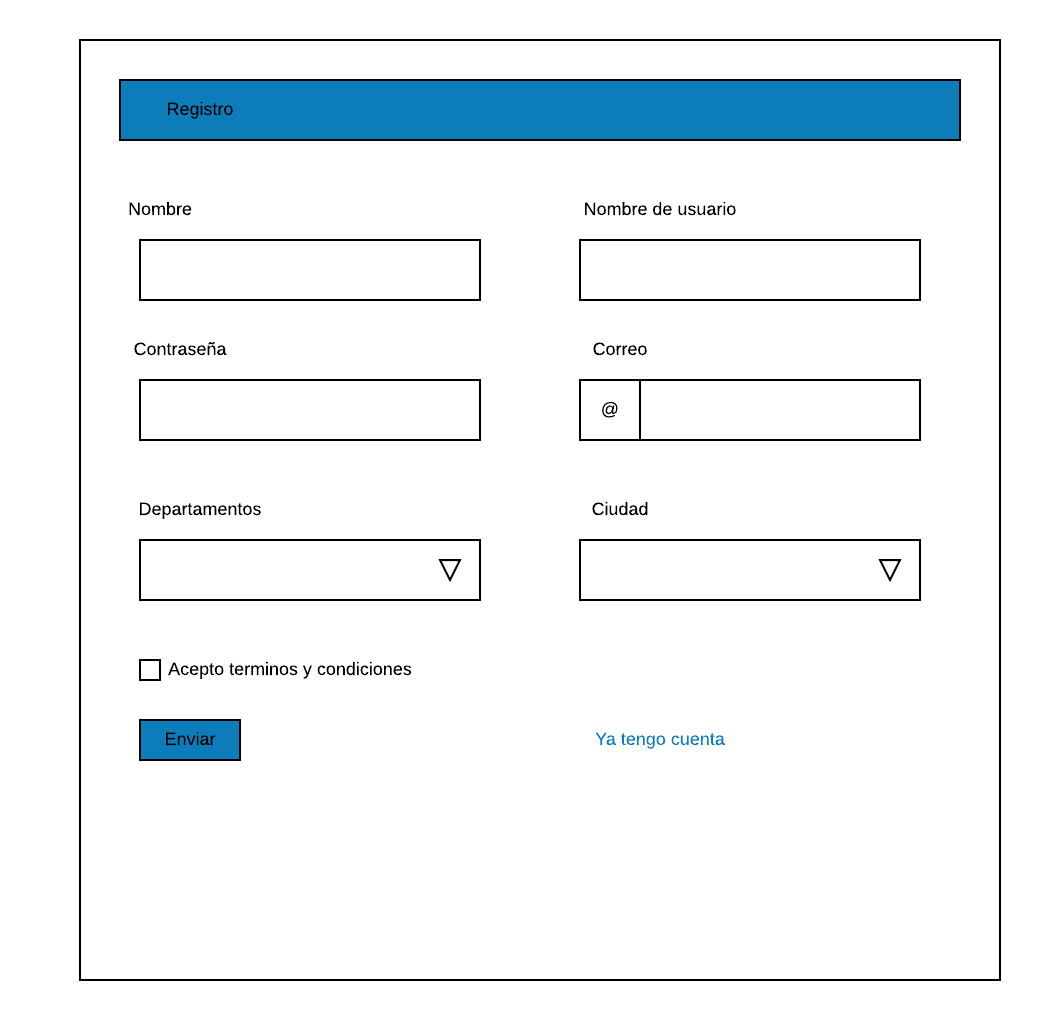 Registro
Nombre
Nombre de usuario
Contraseña
Correo
@
Departamentos
Ciudad
Acepto terminos y condiciones
Enviar
Ya tengo cuenta